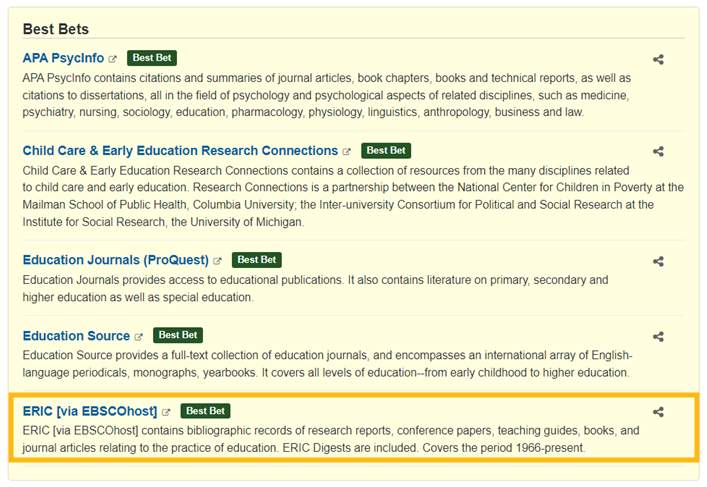 Best Bets
APA PsycInfo Best Bet
APA PsycInfo contains citations and summaries of journal articles, book chapters, books and technical reports, as well as
citations to dissertations, all in the field of psychology and psychological aspects of related disciplines, such as medicine,
psychiatry, nursing, sociology, education, pharmacology, physiology, linguistics, anthropology, business and law.
Child Care & Early Education Research Connections Best Bet
Child Care & Early Education Research Connections contains a collection of resources from the many disciplines related
to child care and early education. Research Connections is a partnership between the National Center for Children in Poverty at the
Mailman School of Public Health, Columbia University; the Inter-university Consortium for Political and Social Research at the
Institute for Social Research, the University of Michigan.
Education Journals (ProQuest) Best Bet
Education Journals provides access to educational publications. It also contains literature on primary, secondary and
higher education as well as special education.
Education Source Best Bet
Education Source provides a full-text collection of education journals, and encompasses an international array of English-
language periodicals, monographs, yearbooks. It covers all levels of education--from early childhood to higher education.
ERIC [via EBSCOhost] Best Bet
ERIC [via EBSCOhost] contains bibliographic records of research reports, conference papers, teaching guides, books, and
journal articles relating to the practice of education. ERIC Digests are included. Covers the period 1966-present.